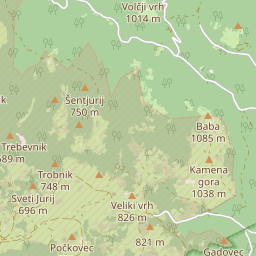 Volčji vrh
1014 m
Šentjurij
750 m
Baba
1085 m
Trebevnik
689 m
Trobnik
748 m
Kamena
gora
1038 m
Sveti Jurij
696 m
Veliki vrh
826 m
821 m
Počkovec
Gadovec